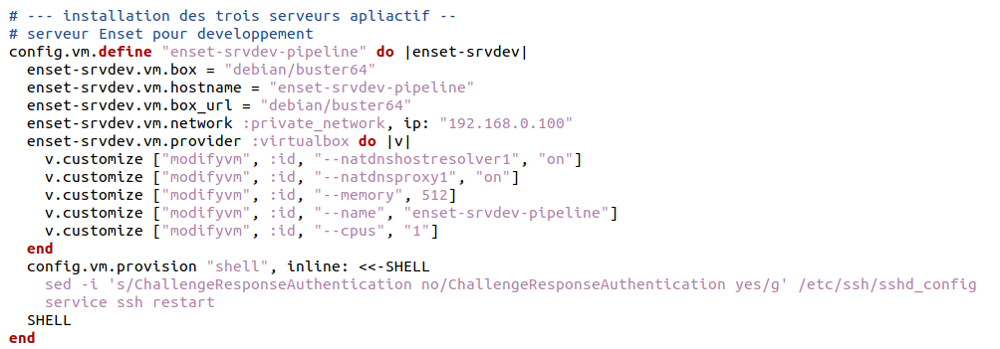 # --- installation des trois serveurs apliactif --
# serveur Enset pour developpement
config.vm.define "enset-srvdev-pipeline" do |enset-srvdev|
  enset-srvdev.vm.box = "debian/buster64"
  enset-srvdev.vm.hostname = "enset-srvdev-pipeline"
  enset-srvdev.vm.box_url = "debian/buster64"
  enset-srvdev.vm.network :private_network, ip: "192.168.0.100"
  enset-srvdev.vm.provider :virtualbox do |v|
    v.customize ["modifyvm", :id, "--natdnshostresolver1", "on"]
    v.customize ["modifyvm", :id, "--natdnsproxy1", "on"]
    v.customize ["modifyvm", :id, "--memory", 512]
    v.customize ["modifyvm", :id, "--name", "enset-srvdev-pipeline"]
    v.customize ["modifyvm", :id, "--cpus", "1"]
  end
  config.vm.provision "shell", inline: <<-SHELL
    sed -i 's/ChallengeResponseAuthentication no/ChallengeResponseAuthentication yes/g' /etc/ssh/sshd_config
    service ssh restart
  SHELL
end